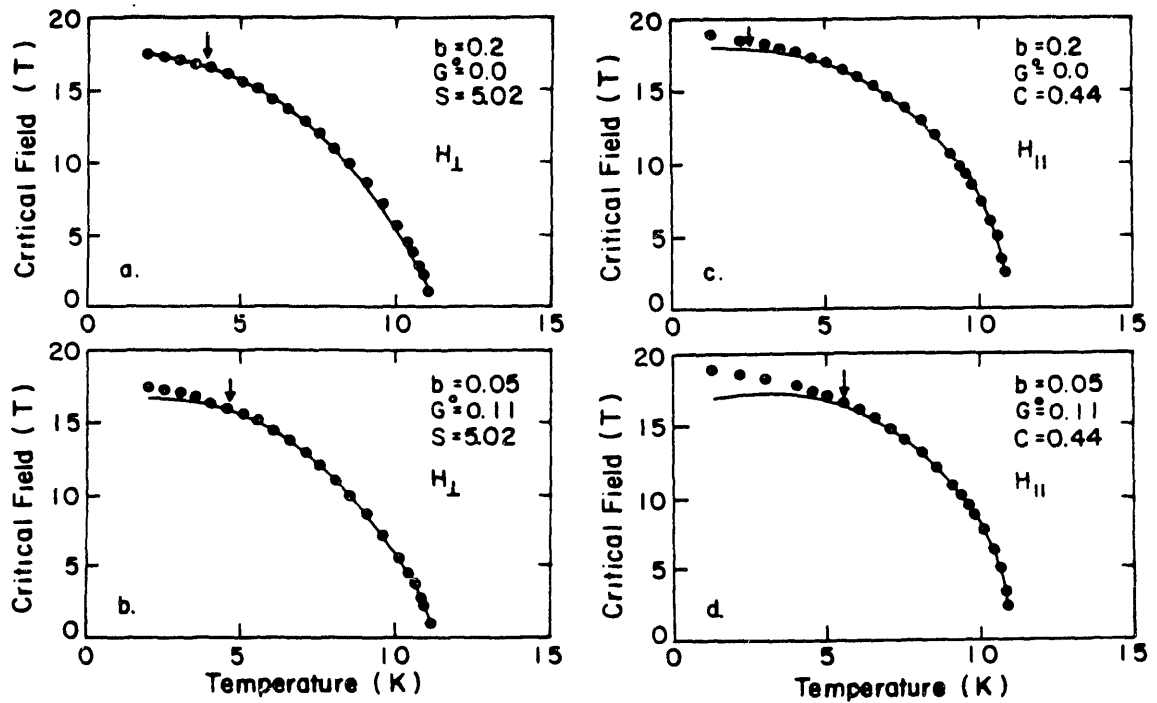 Critical Field (T)
20
15
10
5
0
b = 0.2
G° = 0.0
S = 5.02
H⊥
a.
0 5 10 15
Critical Field (T)
20
15
10
5
0
b = 0.05
G° = 0.11
S = 5.02
H⊥
b.
0 5 10 15
Temperature (K)
Critical Field (T)
20
15
10
5
0
b = 0.2
G° = 0.0
C = 0.44
H||
c.
0 5 10 15
Critical Field (T)
20
15
10
5
0
b = 0.05
G° = 0.11
C = 0.44
H||
d.
0 5 10 15
Temperature (K)